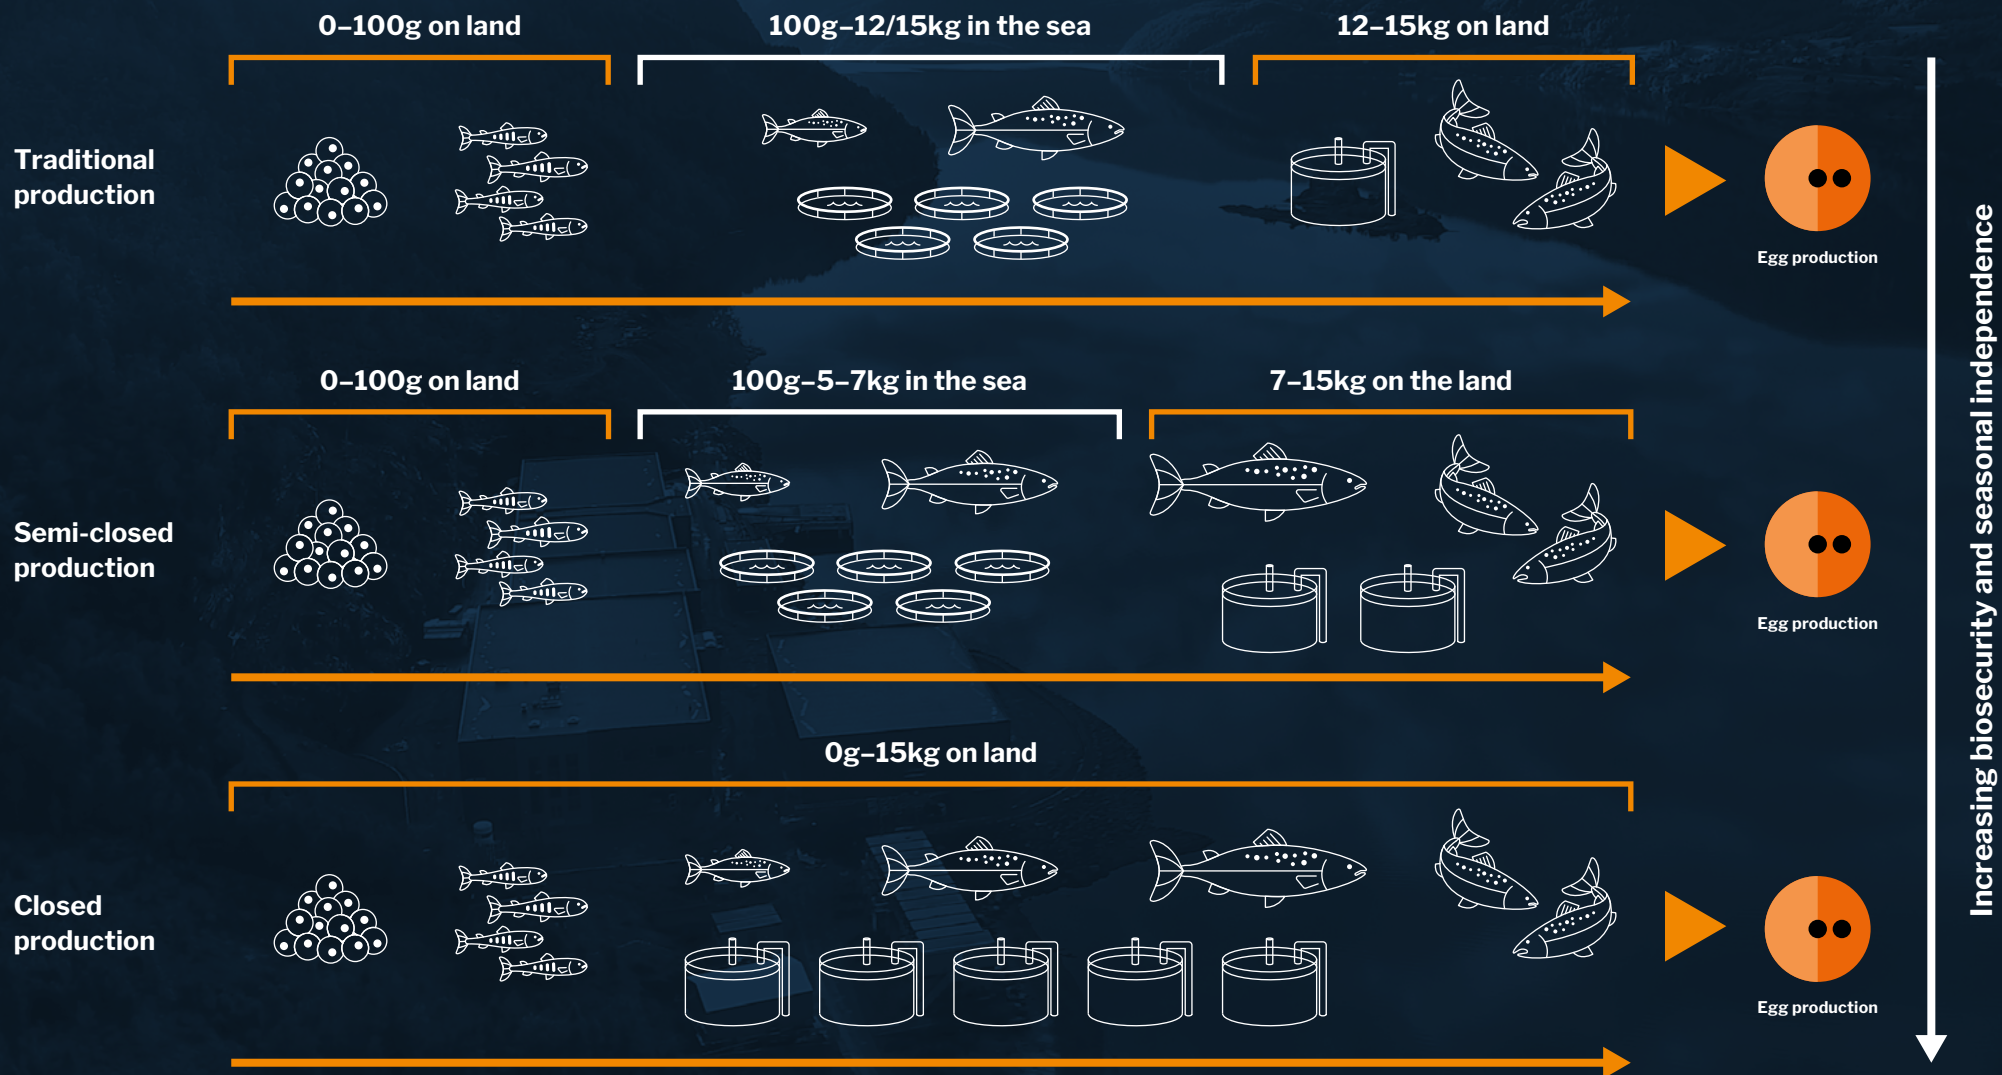 0–100g on land
100g–12/15kg in the sea
12–15kg on land
Traditional
production
Egg production
0–100g on land
100g–5–7kg in the sea
7–15kg on the land
Semi-closed
production
Egg production
0g–15kg on land
Closed
production
Egg production
Increasing biosecurity and seasonal independence